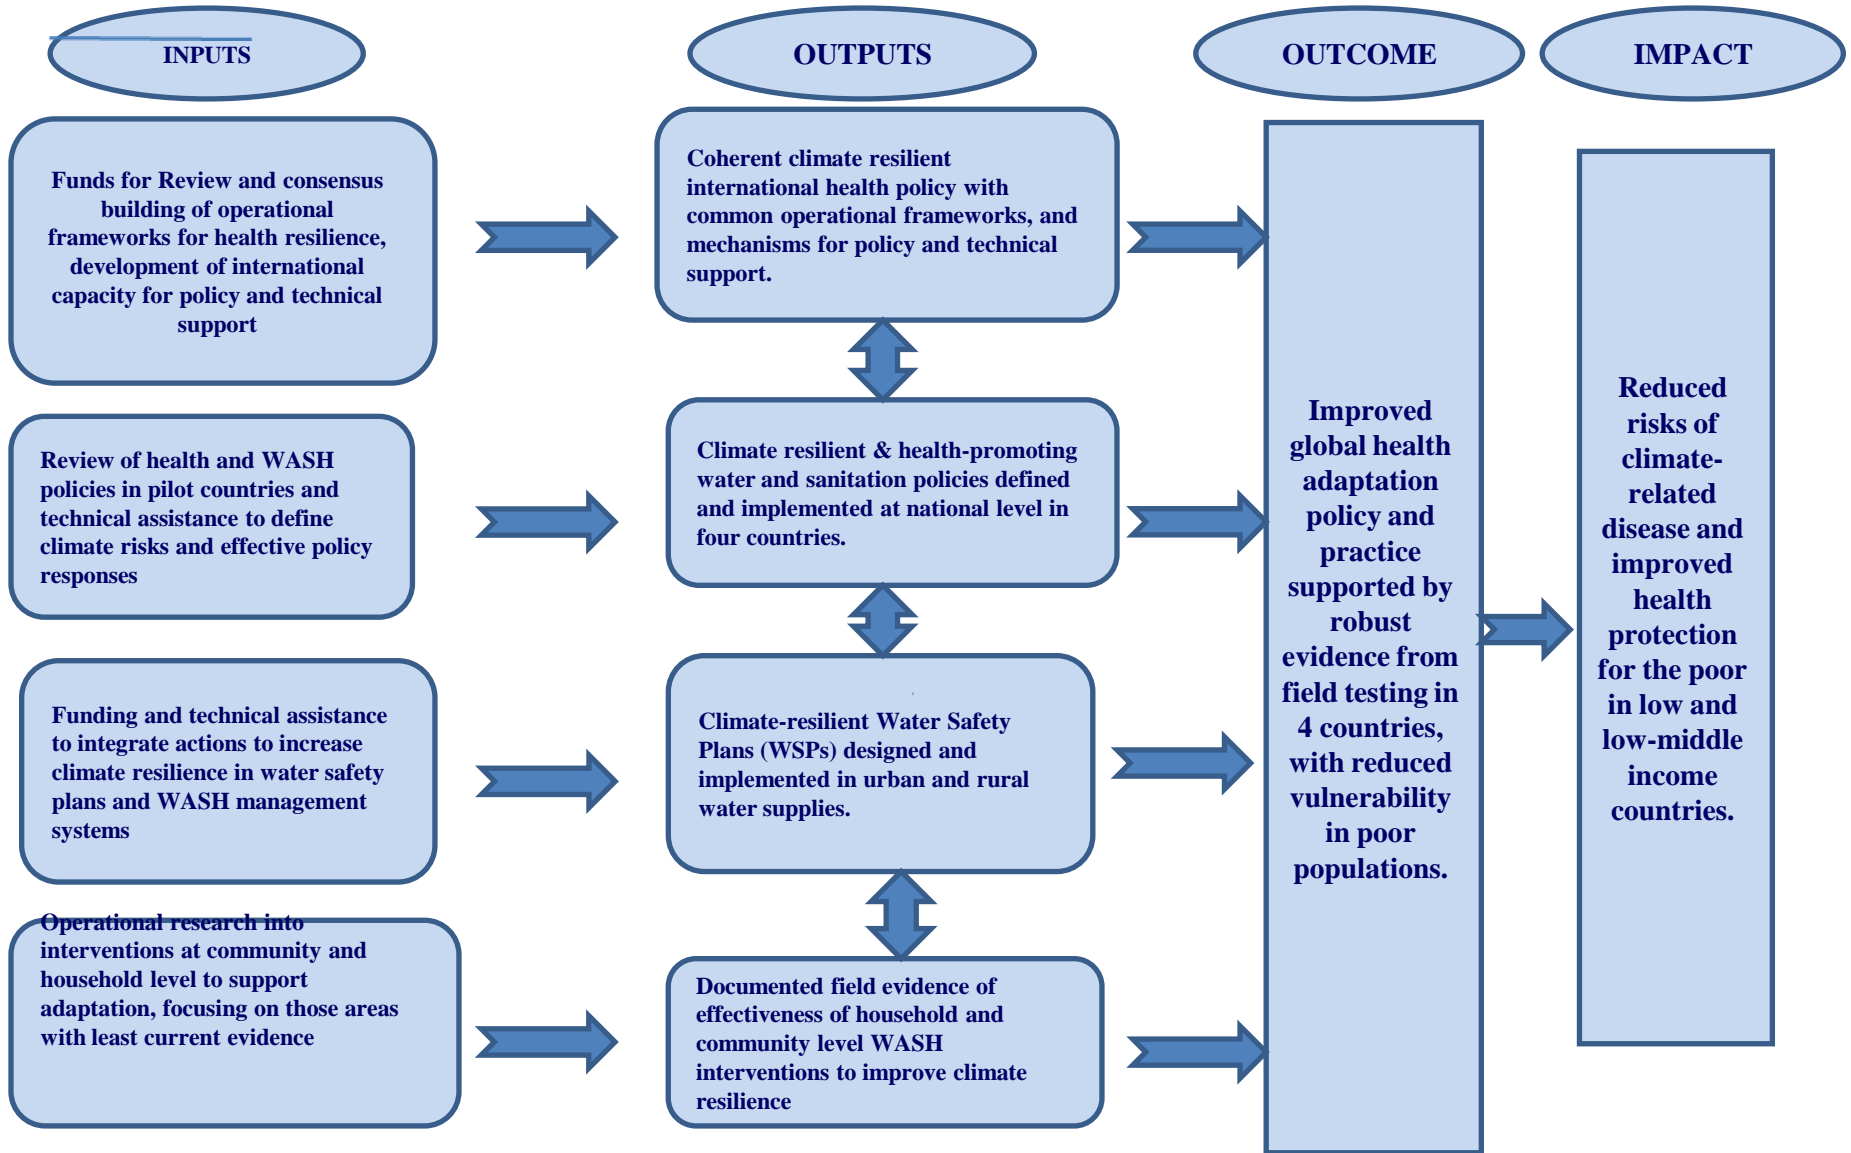 INPUTS
OUTPUTS
OUTCOME
IMPACT
Funds for Review and consensus
building of operational
frameworks for health resilience,
development of international
capacity for policy and technical
support
Coherent climate resilient
international health policy with
common operational frameworks, and
mechanisms for policy and technical
support.
Review of health and WASH
policies in pilot countries and
technical assistance to define
climate risks and effective policy
responses
Climate resilient & health-promoting
water and sanitation policies defined
and implemented at national level in
four countries.
Funding and technical assistance
to integrate actions to increase
climate resilience in water safety
plans and WASH management
systems
Climate-resilient Water Safety
Plans (WSPs) designed and
implemented in urban and rural
water supplies.
Operational research into
interventions at community and
household level to support
adaptation, focusing on those areas
with least current evidence
Documented field evidence of
effectiveness of household and
community level WASH
interventions to improve climate
resilience
Improved
global health
adaptation
policy and
practice
supported by
robust
evidence from
field testing in
4 countries,
with reduced
vulnerability
in poor
populations.
Reduced
risks of
climate-
related
disease and
improved
health
protection
for the poor
in low and
low-middle
income
countries.